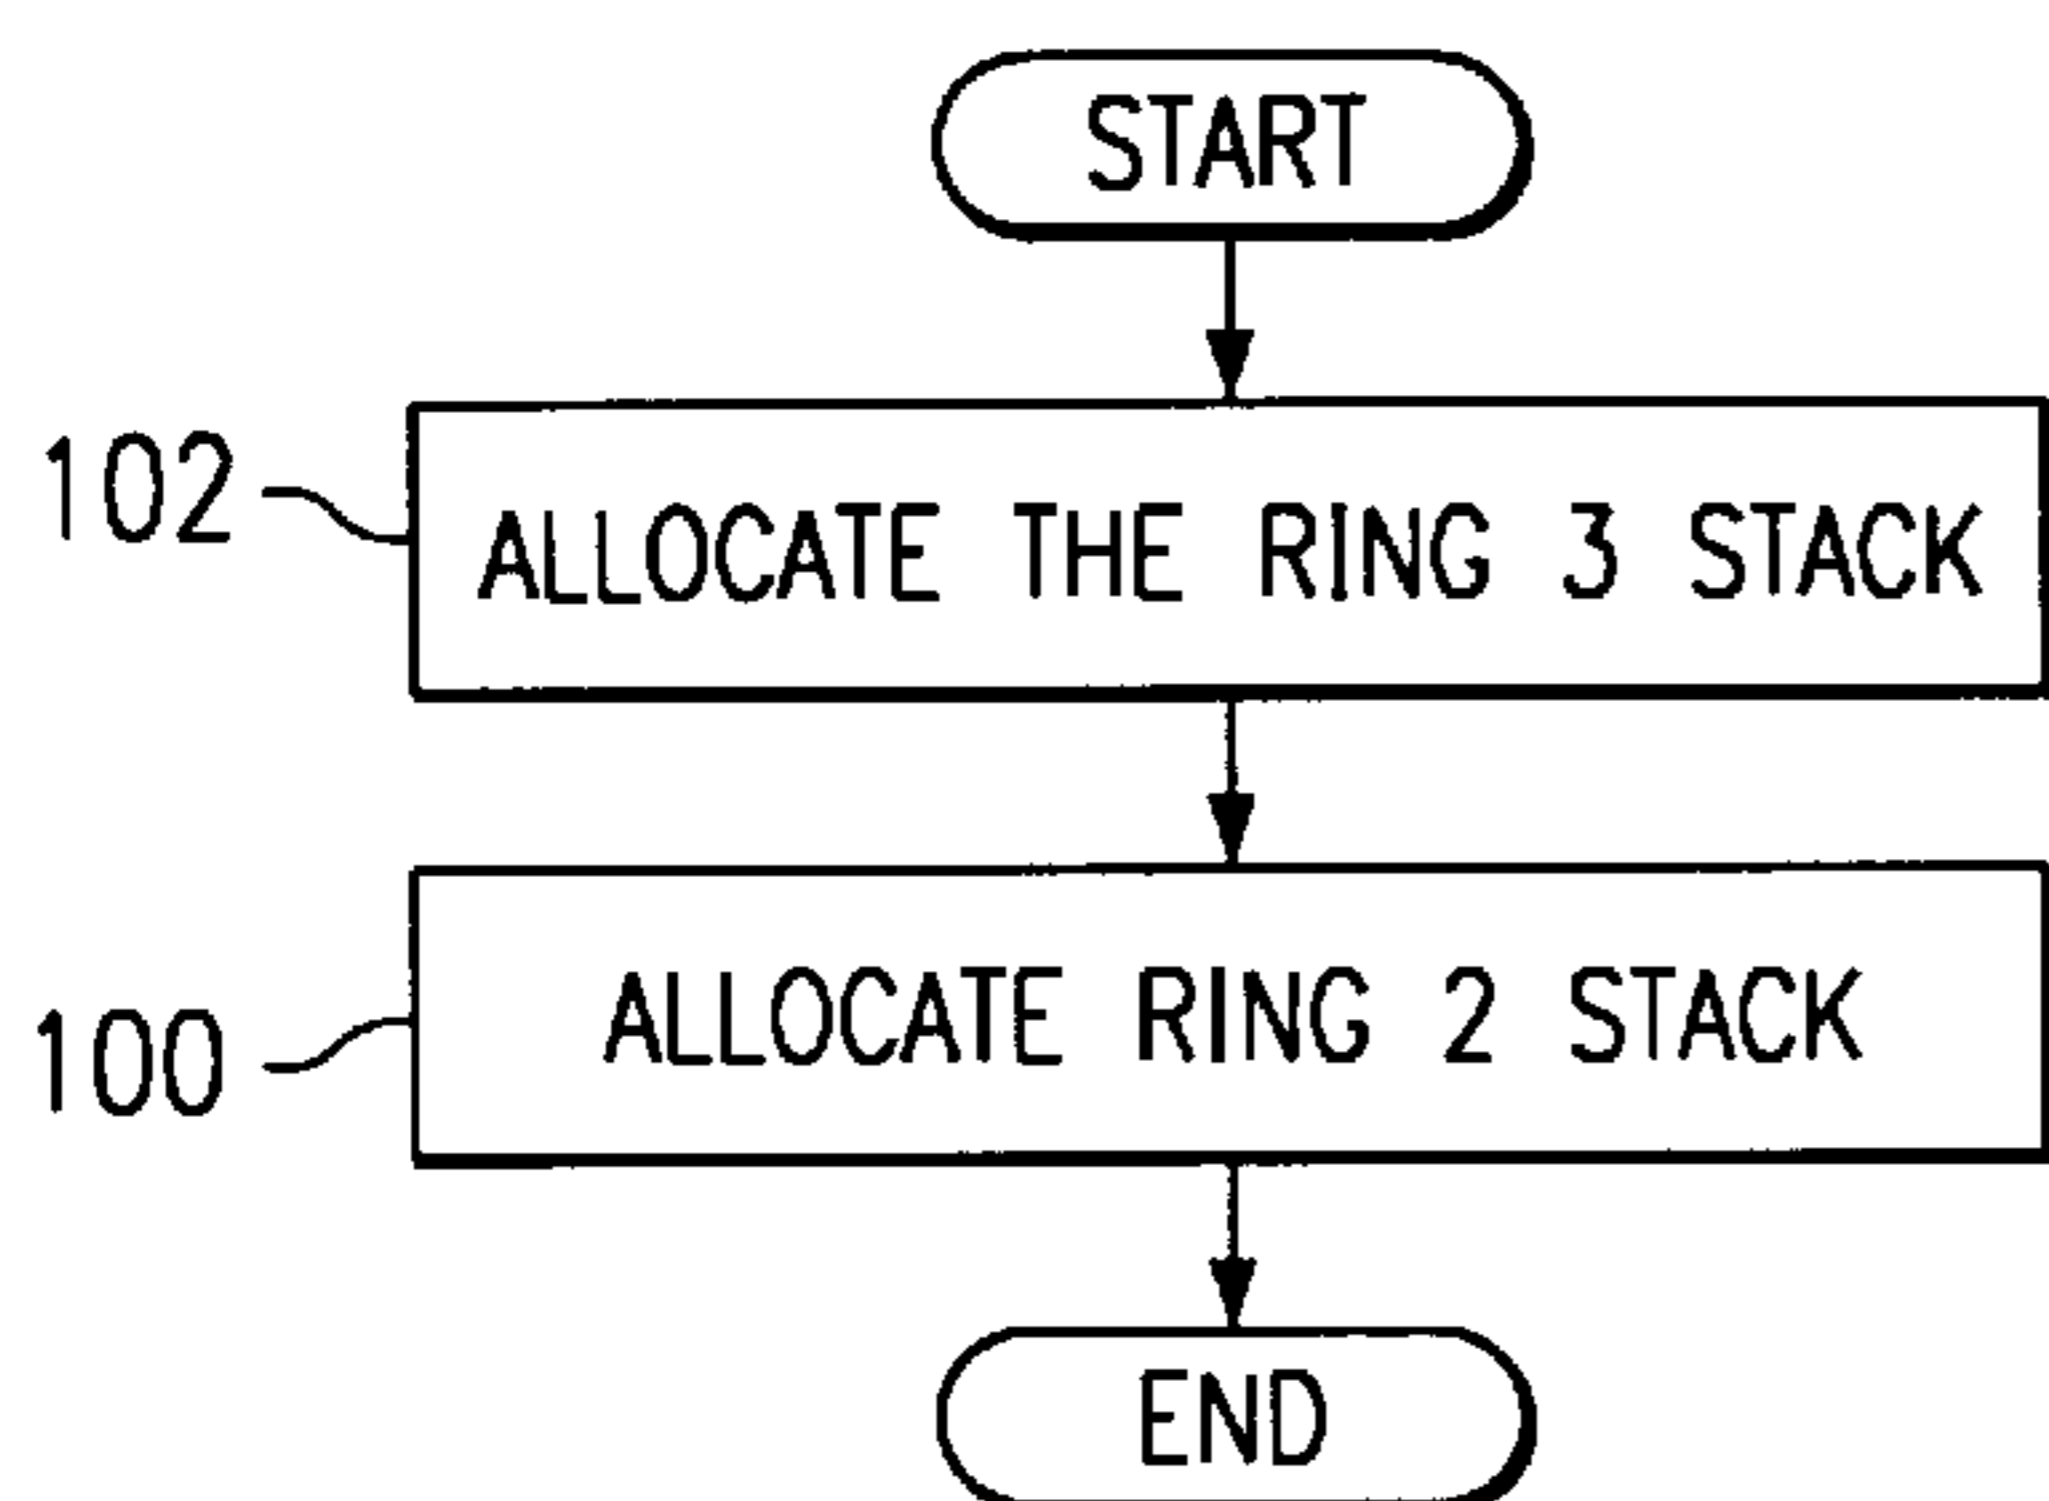 START
102
ALLOCATE THE RING 3 STACK
100
ALLOCATE RING 2 STACK
END